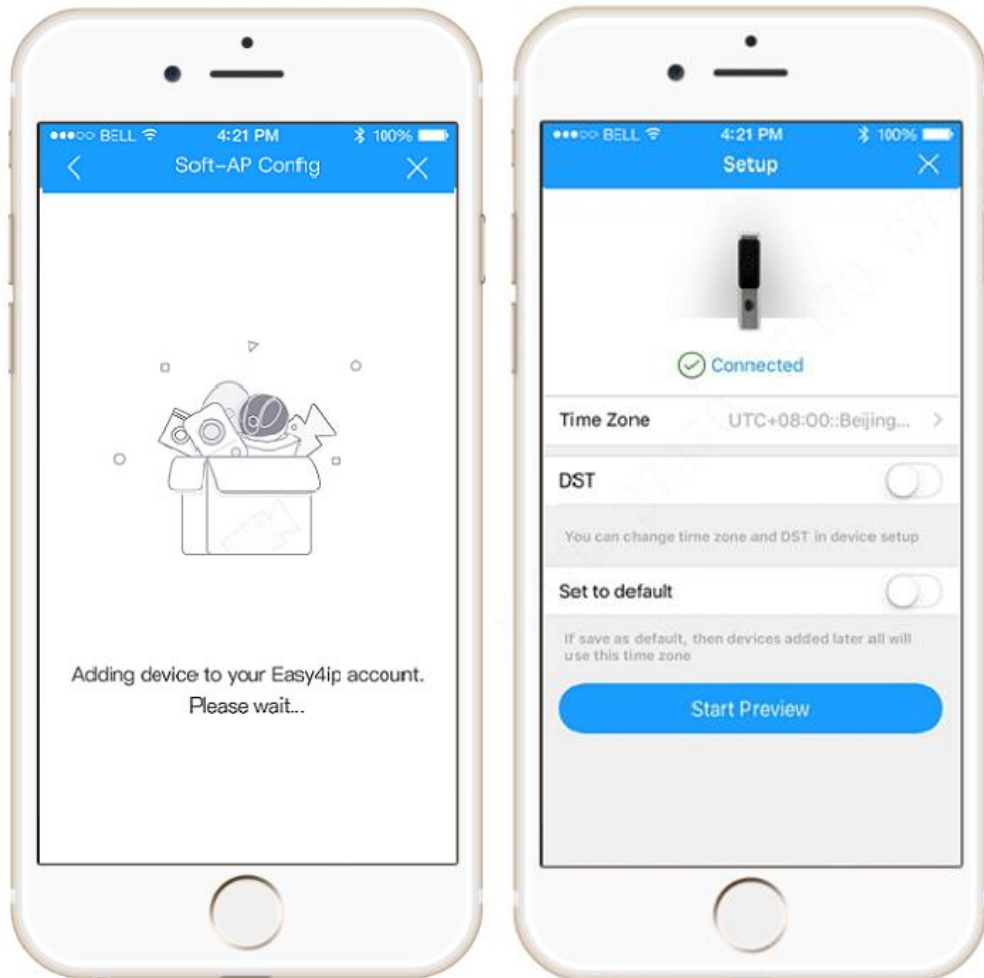 BELL 4:21 PM 100%
Soft-AP Config
Adding device to your Easy4ip account.
Please wait...
BELL 4:21 PM 100%
Setup
Connected
Time Zone UTC+08:00::Beijing...
DST
You can change time zone and DST in device setup
Set to default
If save as default, then devices added later all will
use this time zone
Start Preview